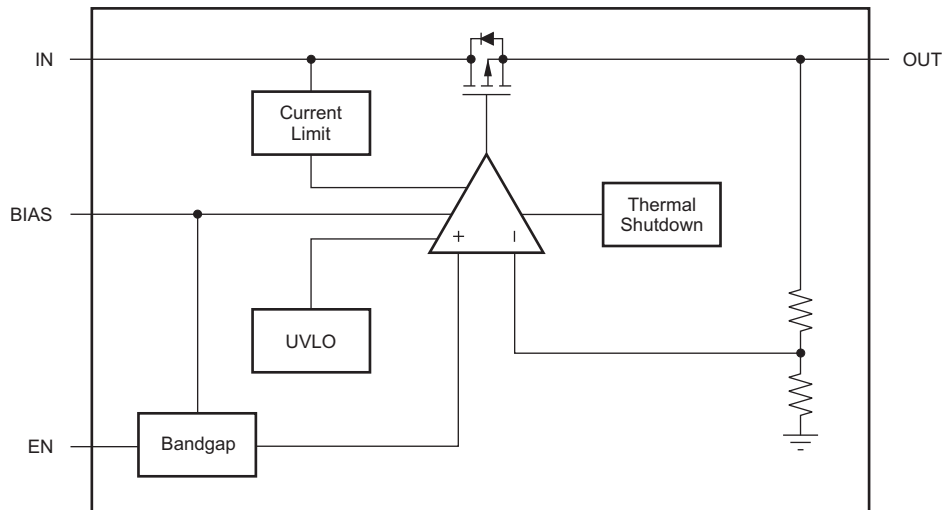 IN
OUT
Current
Limit
BIAS
Thermal
Shutdown
+
–
UVLO
EN
Bandgap